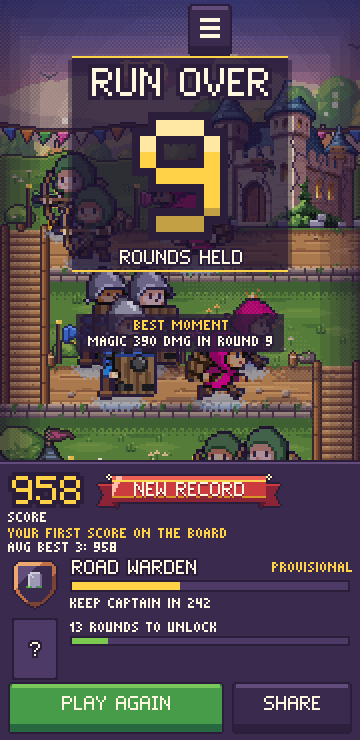 RUN OVER
9
ROUNDS HELD
BEST MOMENT
MAGIC 390 DMG IN ROUND 9
958
NEW RECORD
SCORE
YOUR FIRST SCORE ON THE BOARD
AVG BEST 3: 958
ROAD WARDEN
PROVISIONAL
KEEP CAPTAIN IN 242
13 ROUNDS TO UNLOCK
?
PLAY AGAIN
SHARE